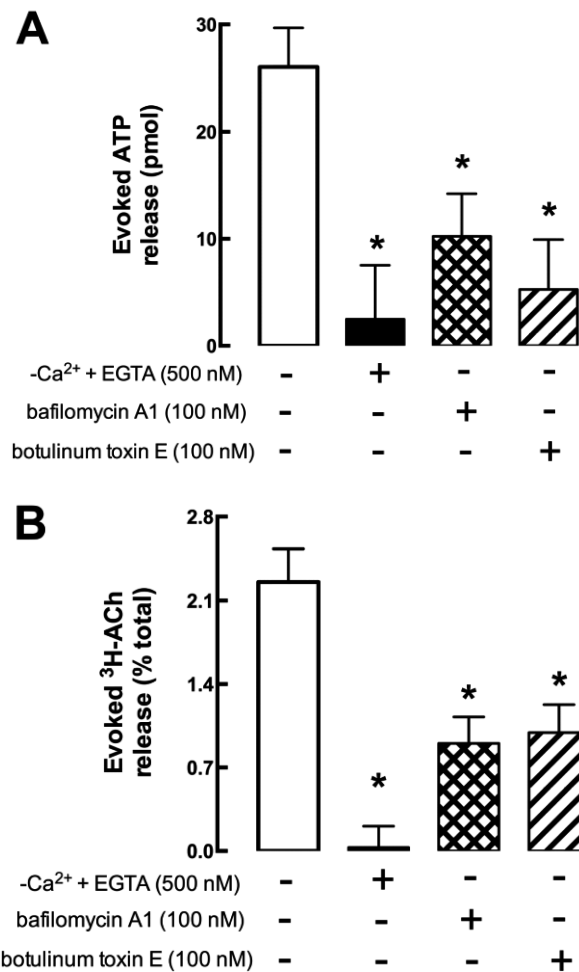 A
Evoked ATP
release (pmol)
30
20
10
0
* * *
-Ca²⁺ + EGTA (500 nM) - + - -
bafilomycin A1 (100 nM) - - + -
botulinum toxin E (100 nM) - - - +
B
Evoked ³H-ACh
release (% total)
2.8
2.1
1.4
0.7
0.0
* * *
-Ca²⁺ + EGTA (500 nM) - + - -
bafilomycin A1 (100 nM) - - + -
botulinum toxin E (100 nM) - - - +